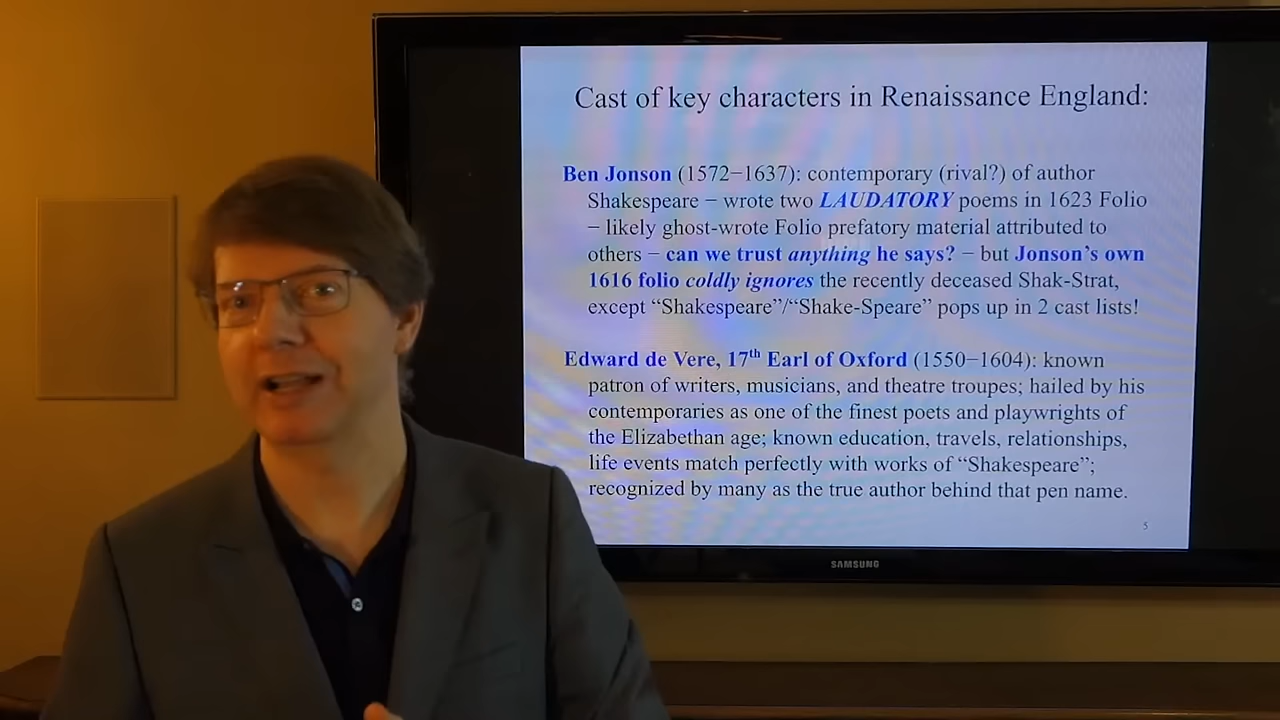 Cast of key characters in Renaissance England:
Ben Jonson (1572−1637): contemporary (rival?) of author
Shakespeare − wrote two LAUDATORY poems in 1623 Folio
− likely ghost-wrote Folio prefatory material attributed to
others − can we trust anything he says? − but Jonson's own
1616 folio coldly ignores the recently deceased Shak-Strat,
except “Shakespeare”/“Shake-Speare” pops up in 2 cast lists!
Edward de Vere, 17th Earl of Oxford (1550−1604): known
patron of writers, musicians, and theatre troupes; hailed by his
contemporaries as one of the finest poets and playwrights of
the Elizabethan age; known education, travels, relationships,
life events match perfectly with works of “Shakespeare”;
recognized by many as the true author behind that pen name.
5
SAMSUNG